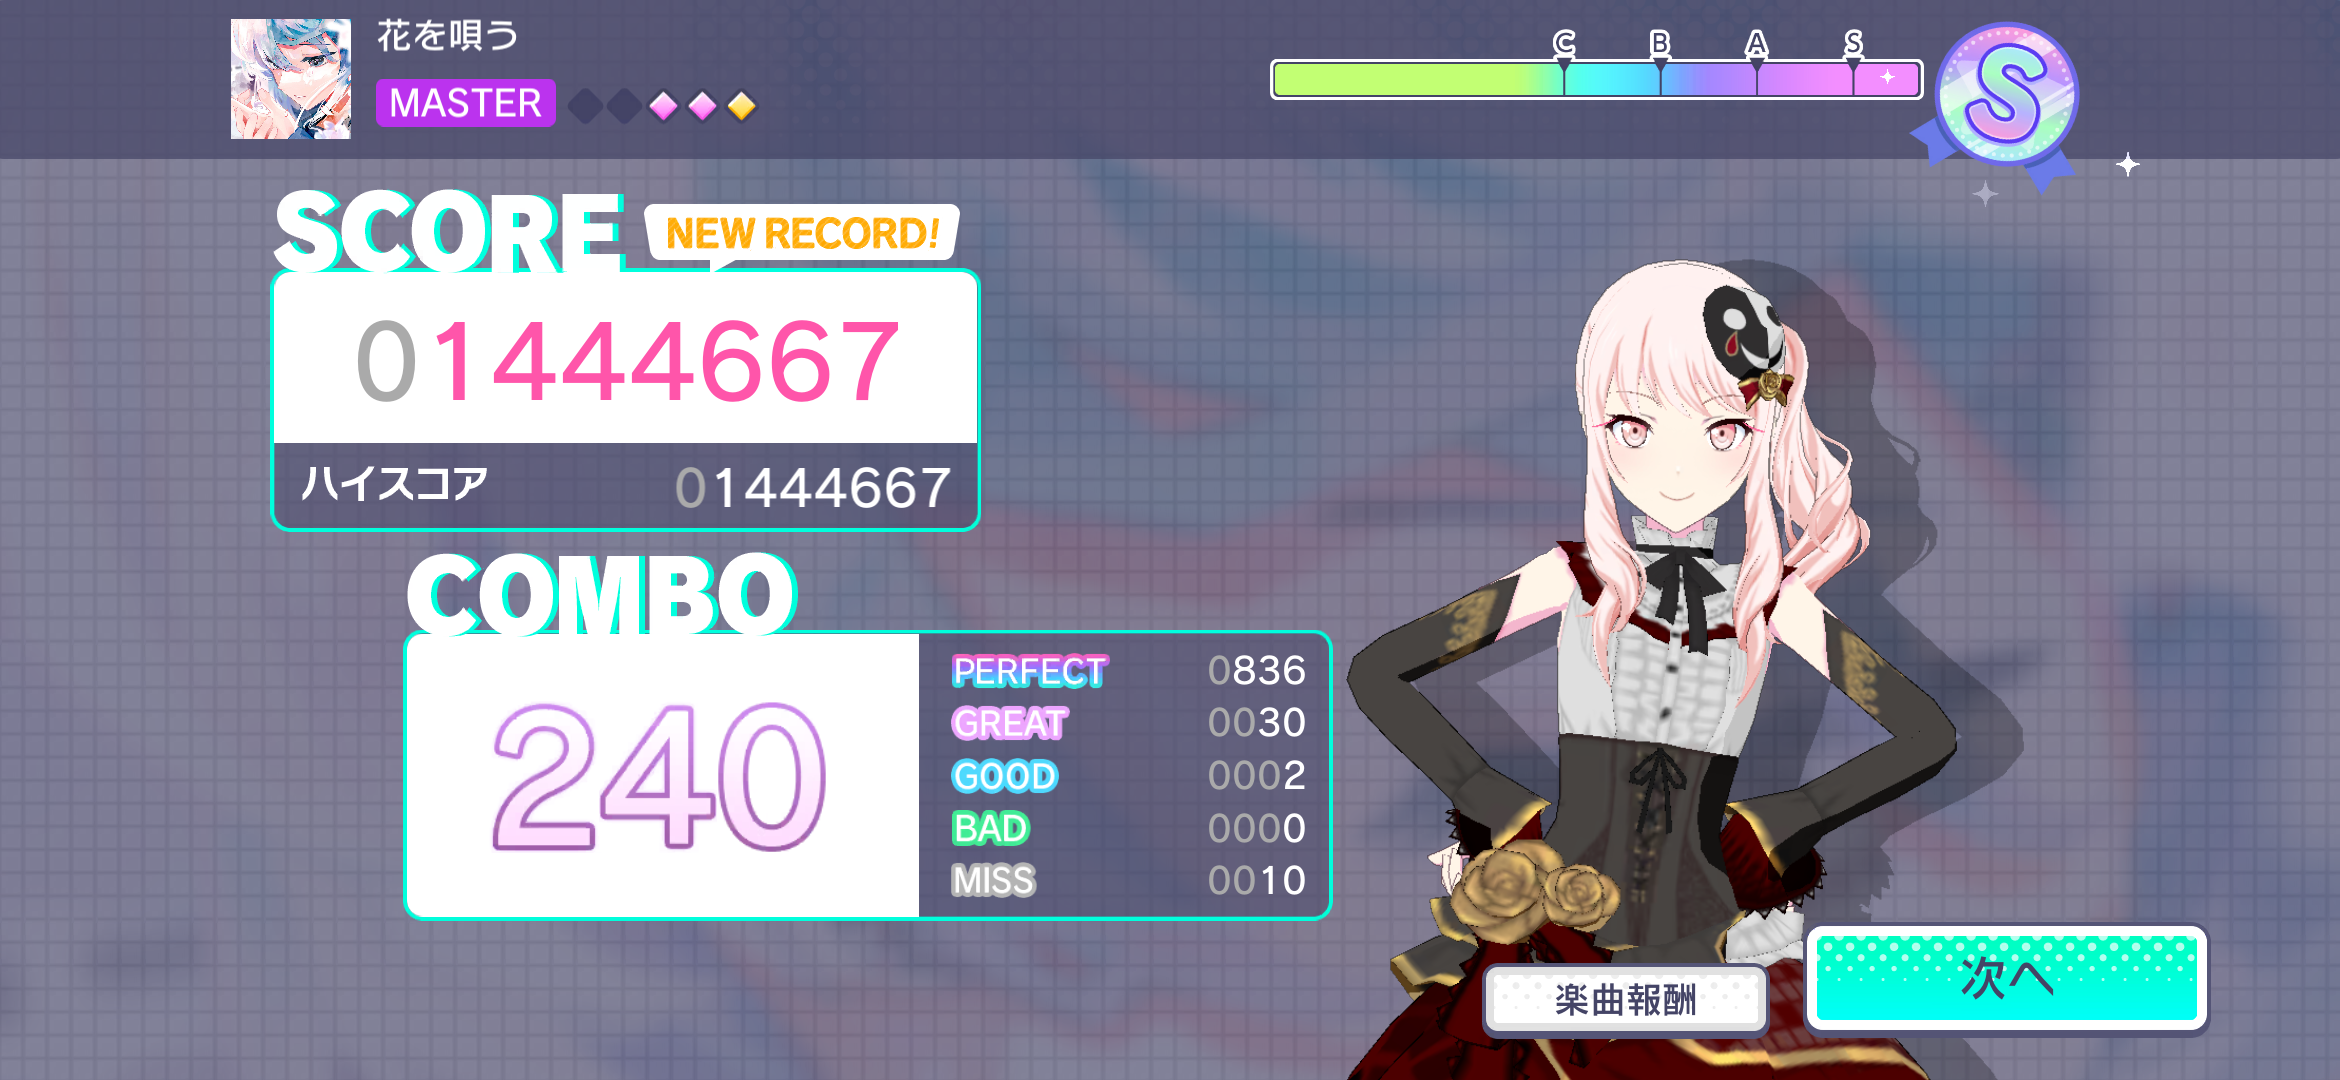 花を唄う
MASTER
C B A S
S
SCORE NEW RECORD!
01444667
ハイスコア 01444667
COMBO
240
PERFECT 0836
GREAT 0030
GOOD 0002
BAD 0000
MISS 0010
楽曲報酬
次へ